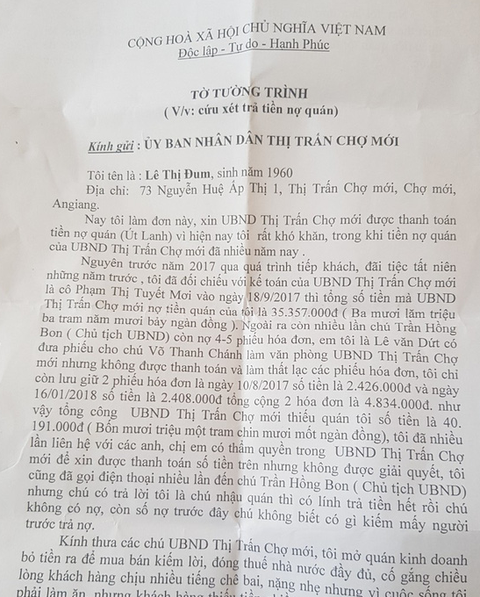 CỘNG HOÀ XÃ HỘI CHỦ NGHĨA VIỆT NAM
Độc lập - Tự do - Hạnh Phúc
TỜ TƯỜNG TRÌNH
( V/v: cứu xét trả tiền nợ quán)
Kính gửi : ỦY BAN NHÂN DÂN THỊ TRẤN CHỢ MỚI
Tôi tên là : Lê Thị Đum, sinh năm 1960
Địa chỉ: 73 Nguyễn Huệ Ấp Thị 1, Thị Trấn Chợ mới, Chợ mới,
Angiang.
Nay tôi làm đơn này, xin UBND Thị Trấn Chợ mới được thanh toán
tiền nợ quán (Út Lanh) vì hiện nay tôi rất khó khăn, trong khi tiền nợ quán
của UBND Thị Trấn Chợ mới đã nhiều năm nay .
Nguyên trước năm 2017 qua quá trình tiếp khách, đãi tiệc tất niên
những năm trước , tôi đã đối chiếu với kế toán của UBND Thị Trấn Chợ mới
là cô Phạm Thị Tuyết Mơi vào ngày 18/9/2017 thì tổng số tiền mà UBND
Thị Trấn Chợ mới nợ tiền quán của tôi là 35.357.000đ ( Ba mươi lăm triệu
ba tram năm mươi bảy ngàn đồng ). Ngoài ra còn nhiều lần chú Trần Hồng
Bon ( Chủ tịch UBND) còn nợ 4-5 phiếu hóa đơn, em tôi là Lê văn Dứt có
đưa phiếu cho chú Võ Thanh Chánh làm văn phòng UBND Thị Trấn Chợ
mới nhưng không được thanh toán và làm thất lạc các phiếu hóa đơn, tôi chỉ
còn lưu giữ 2 phiếu hóa đơn là ngày 10/8/2017 số tiền là 2.426.000đ và ngày
16/01/2018 số tiền là 2.408.000đ tổng cộng 2 hóa đơn là 4.834.000đ. như
vậy tổng công UBND Thị Trấn Chợ mới thiếu quán tôi số tiền là 40.
191.000đ ( Bốn mươi triệu một tram chín mươi mốt ngàn đồng), tôi đã nhiều
lần liên hệ với các anh, chị em có thẩm quyền trong UBND Thị Trấn Chợ
mới để xin được thanh toán số tiền trên nhưng không được giải quyết, tôi
cũng đã gọi điện thoại nhiều lần đến chú Trần Hồng Bon ( Chủ tịch UBND)
nhưng chú có trả lời tôi là chú nhậu quán thì có lính trả tiền hết rồi chú
không có nợ, còn số nợ trước đây chú không biết có gì kiếm mấy người
trước trả nợ.
Kính thưa các chú UBND Thị Trấn Chợ mới, tôi mở quán kinh doanh
bỏ tiền ra để mua bán kiếm lời, đóng thuế nhà nước đầy đủ, cố gắng chiều
lòng khách hàng chịu nhiều tiếng chê bai, nặng nhẹ nhưng vì cuộc sống tôi
phải làm ăn, nhưng khách hàng